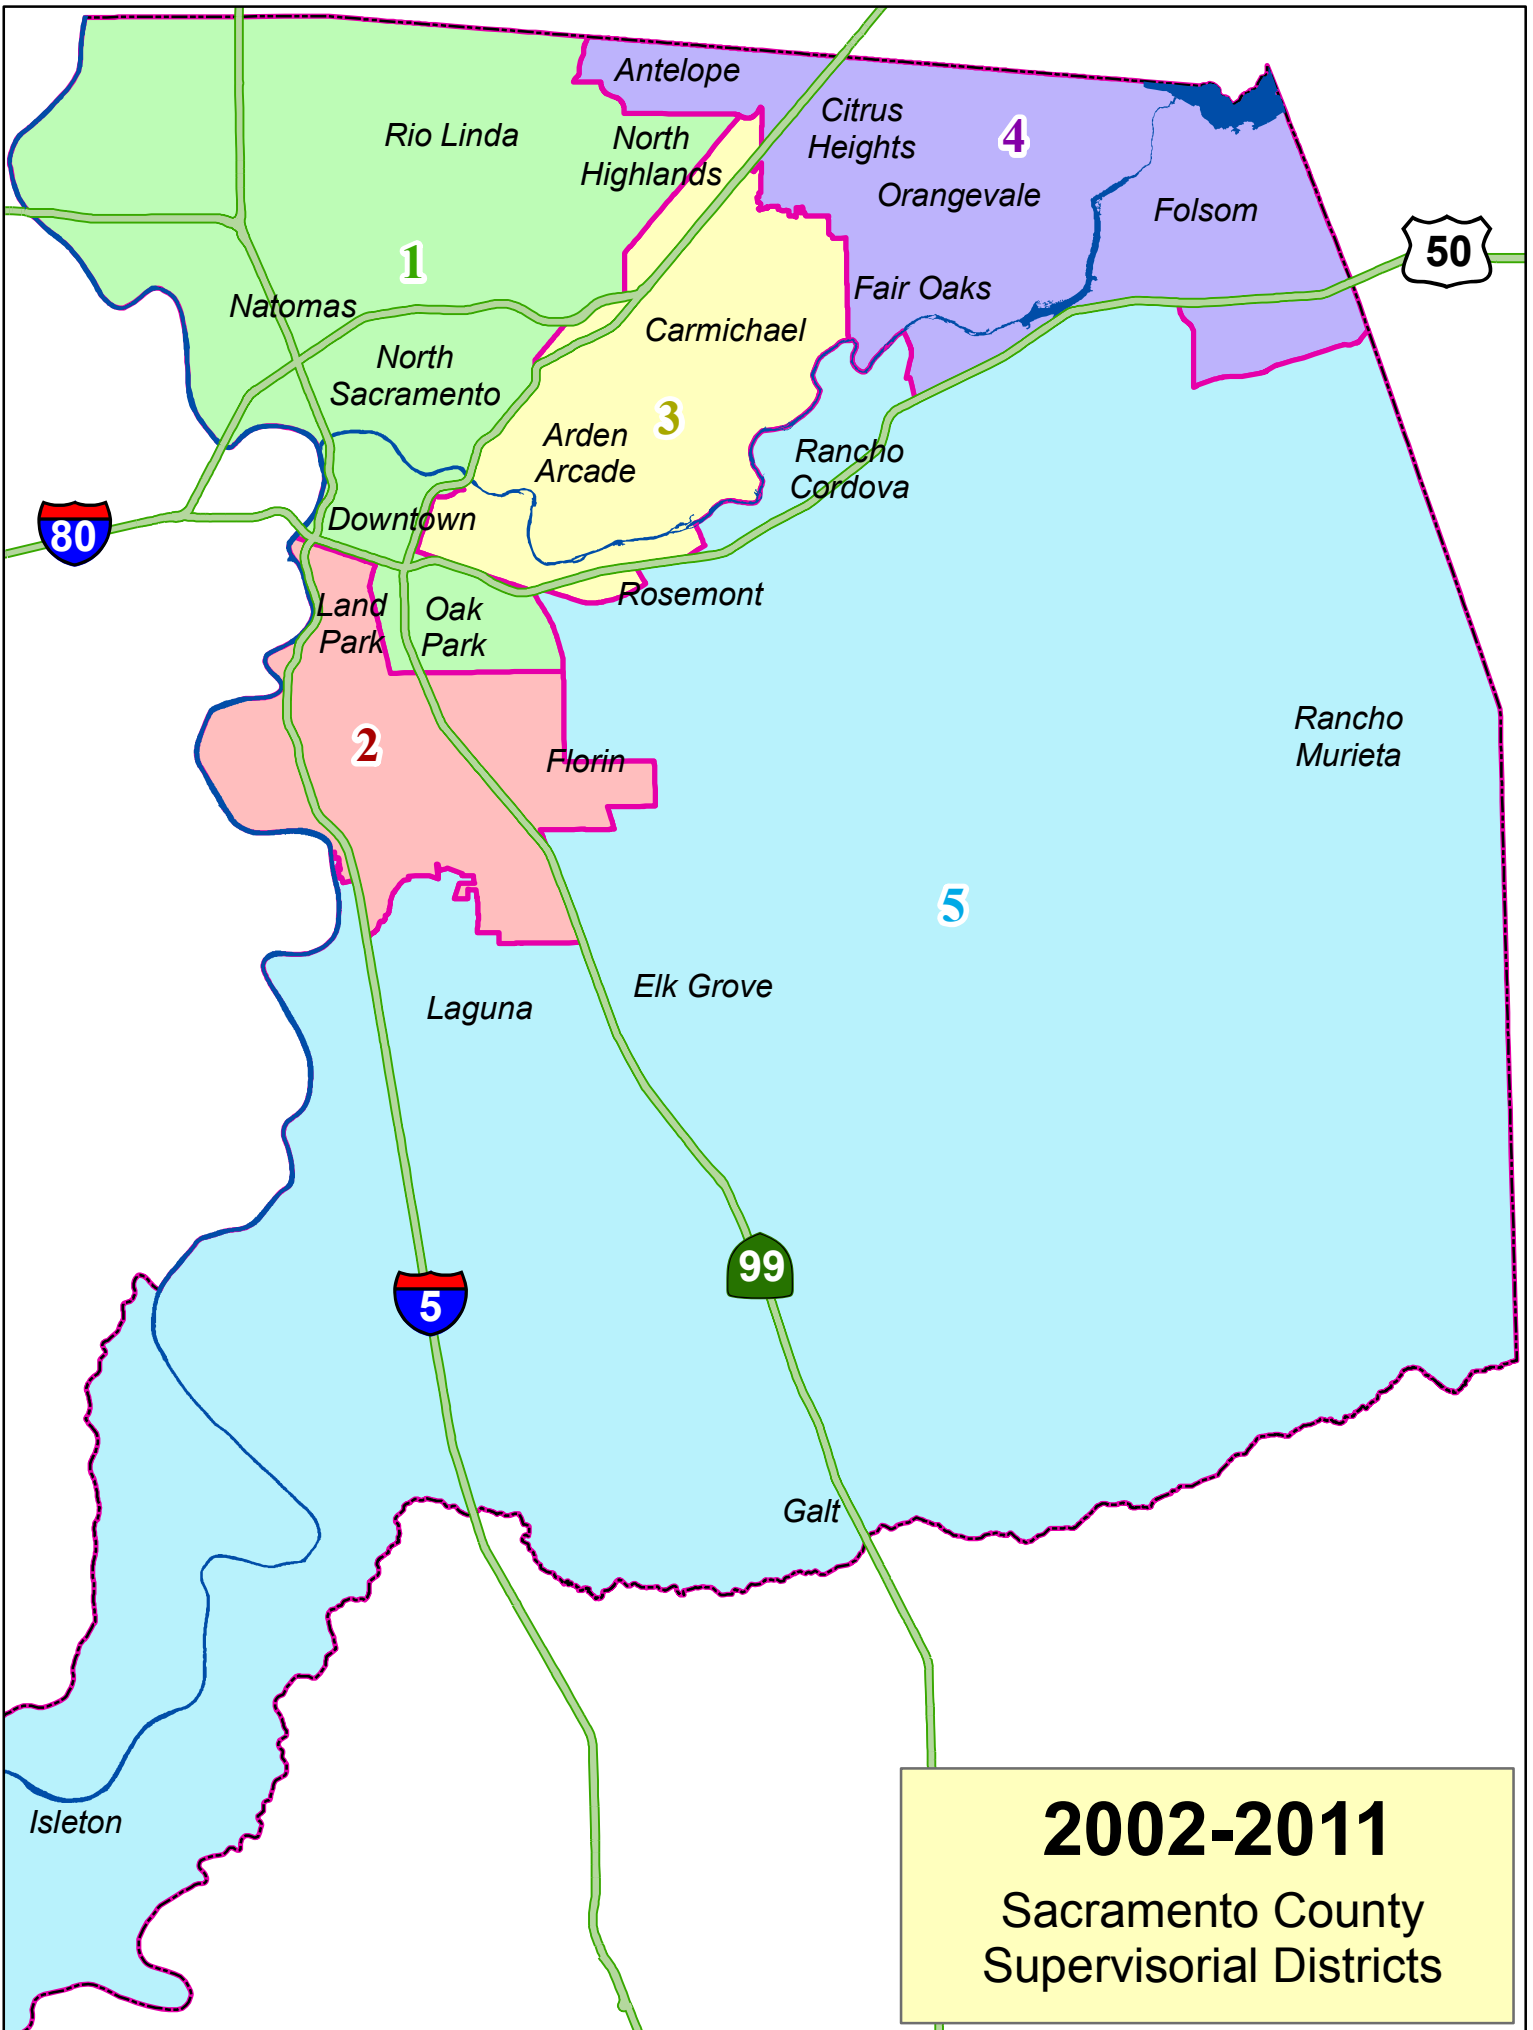 Antelope
Citrus
Heights
4
Rio Linda
North
Highlands
Orangevale
Folsom
50
1
Natomas
Fair Oaks
Carmichael
North
Sacramento
3
Arden
Arcade
Rancho
Cordova
80
Downtown
Land
Park
Oak
Park
Rosemont
2
Florin
Rancho
Murieta
5
Laguna
Elk Grove
99
5
Galt
Isleton
2002-2011
Sacramento County
Supervisorial Districts